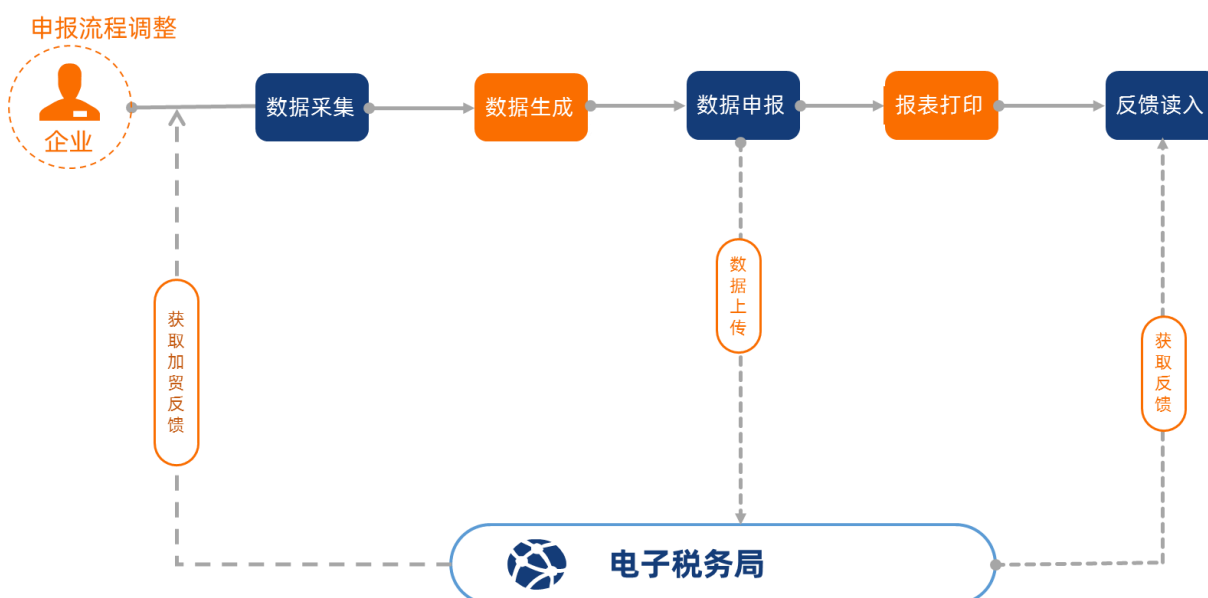 申报流程调整
企业
数据采集
数据生成
数据申报
报表打印
反馈读入
获取加贸反馈
数据上传
获取反馈
电子税务局